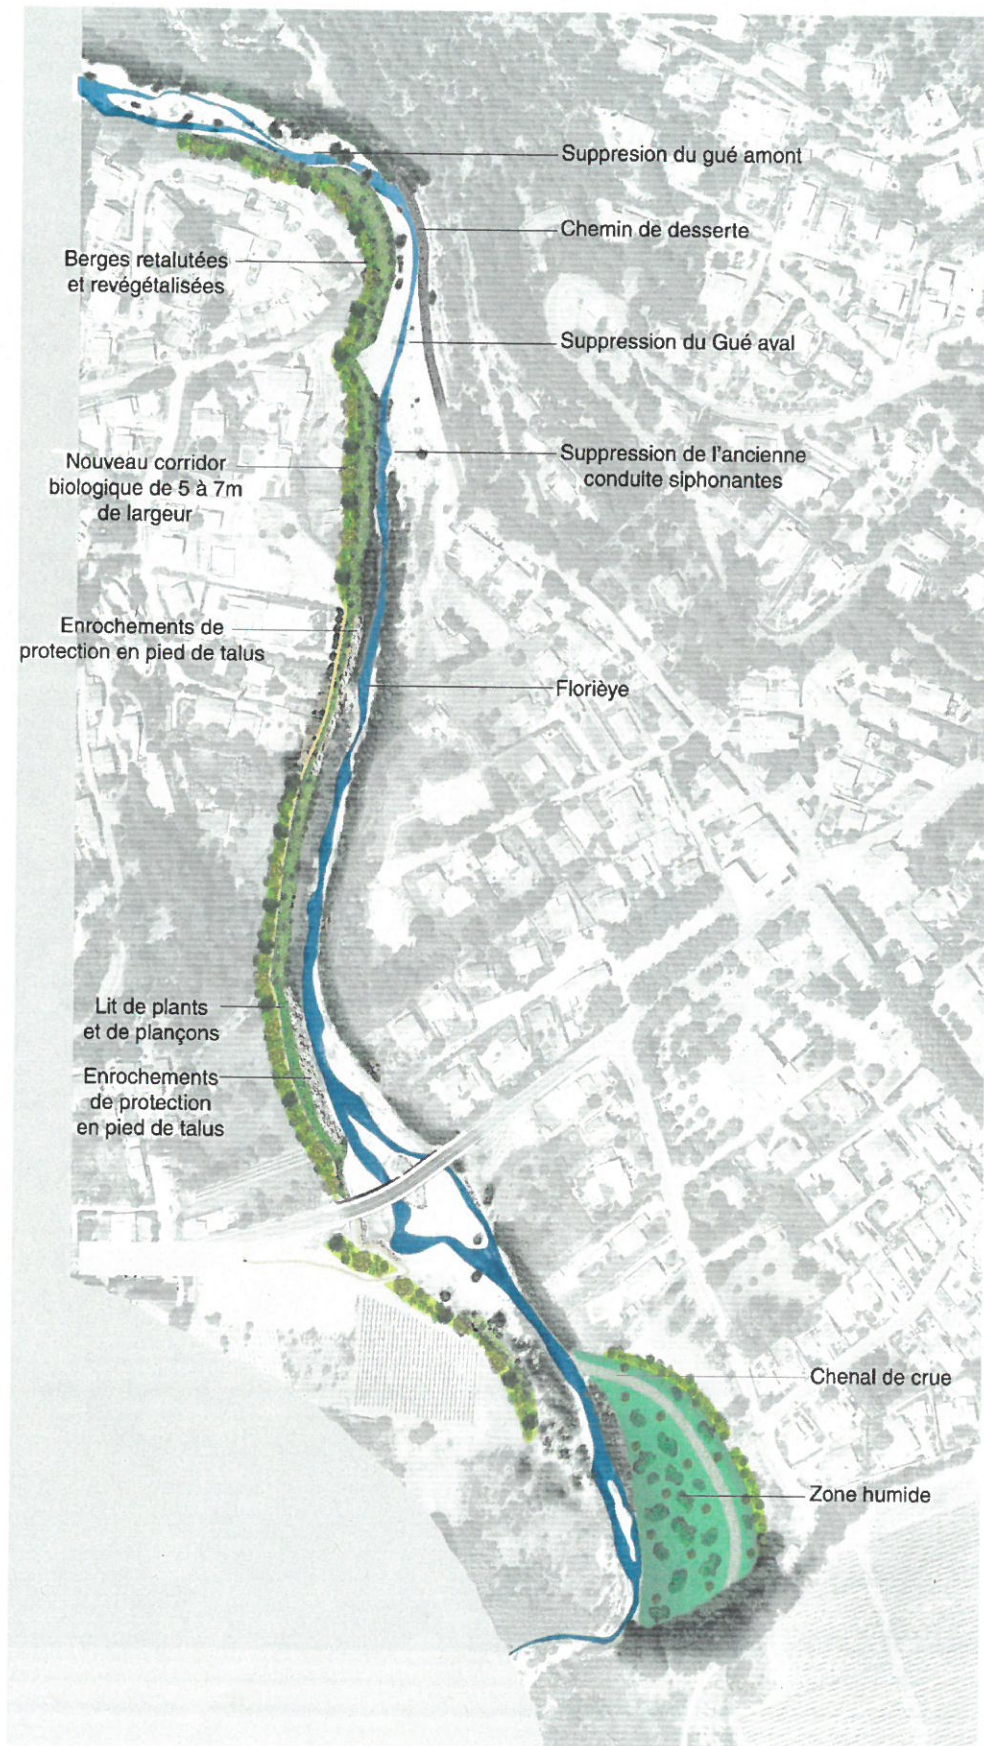 Suppresion du gué amont
Chemin de desserte
Berges retalutées
et revégétalisées
Suppression du Gué aval
Suppression de l'ancienne
conduite siphonantes
Nouveau corridor
biologique de 5 à 7m
de largeur
Enrochements de
protection en pied de talus
Florièye
Lit de plants
et de plançons
Enrochements
de protection
en pied de talus
Chenal de crue
Zone humide